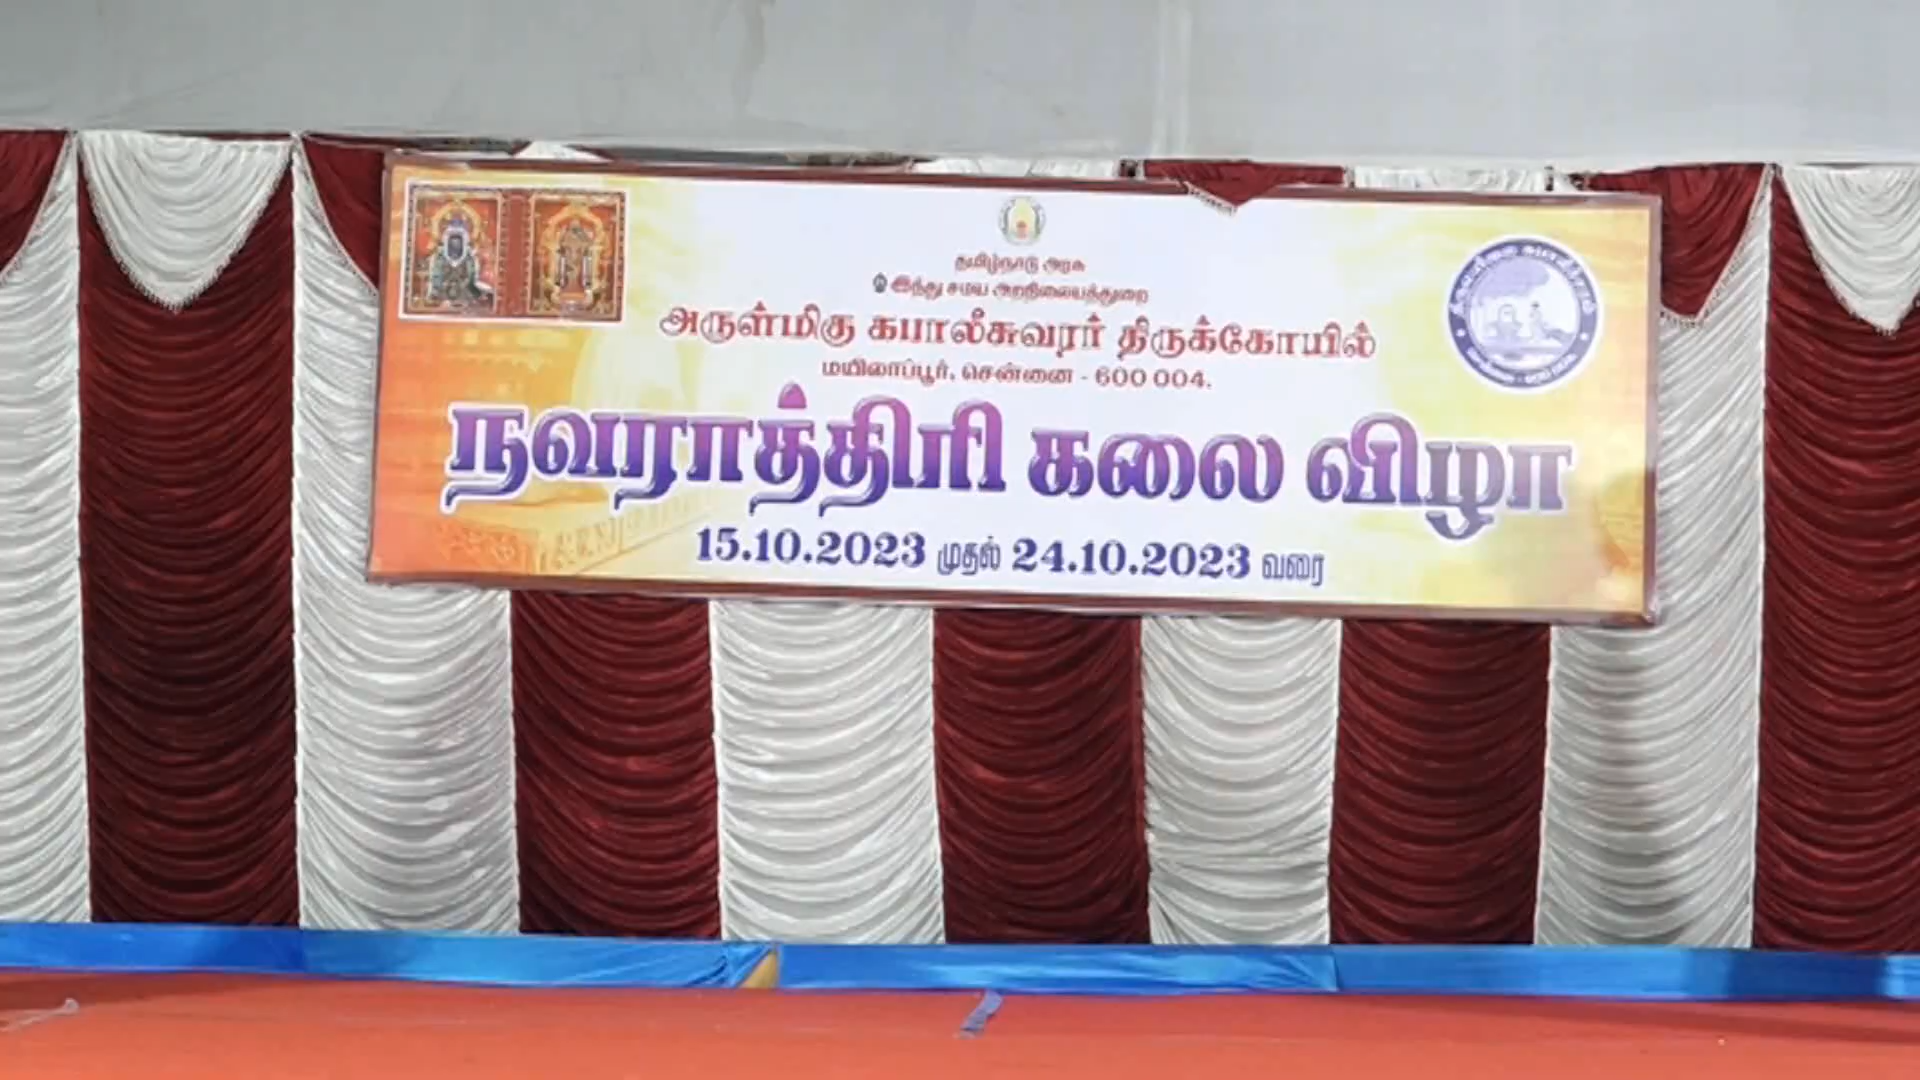 தமிழ்நாடு அரசு
இந்து சமய அறநிலையத்துறை
அருள்மிகு கபாலீசுவரர் திருக்கோயில்
மயிலாப்பூர், சென்னை - 600 004.
நவராத்திரி கலை விழா
15.10.2023 முதல் 24.10.2023 வரை